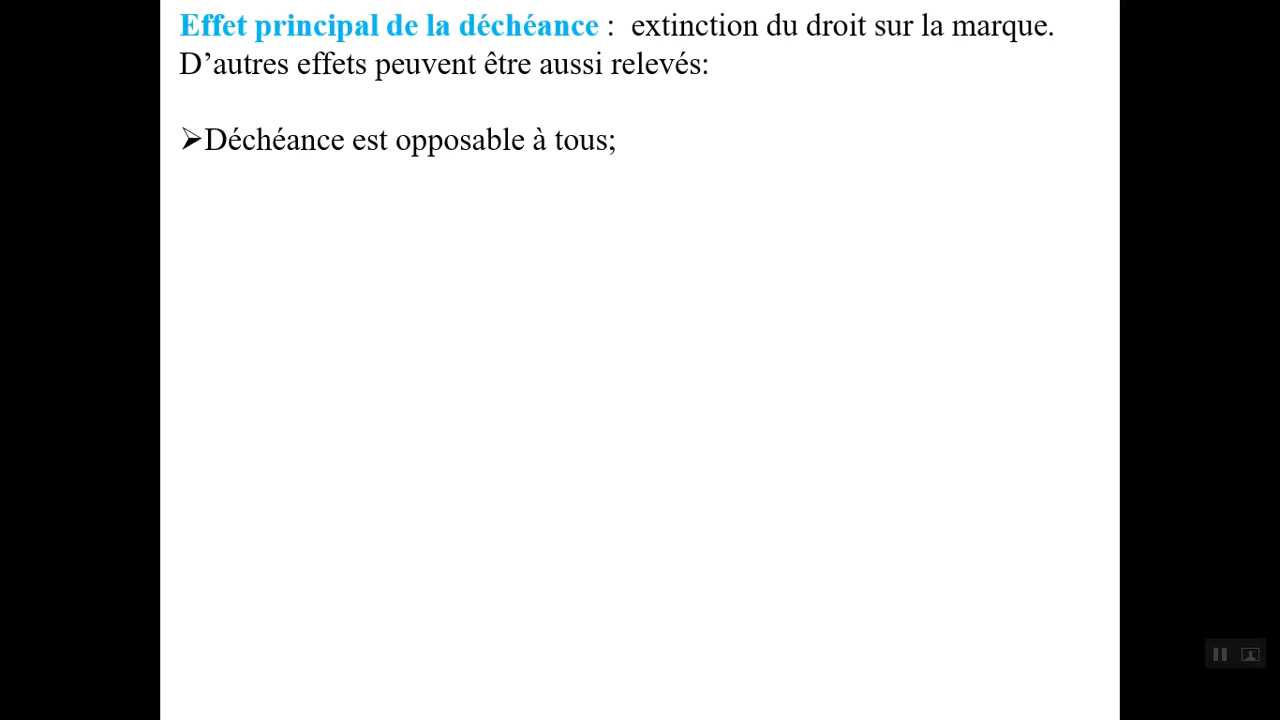 Effet principal de la déchéance :  extinction du droit sur la marque.
D’autres effets peuvent être aussi relevés:
➢Déchéance est opposable à tous;